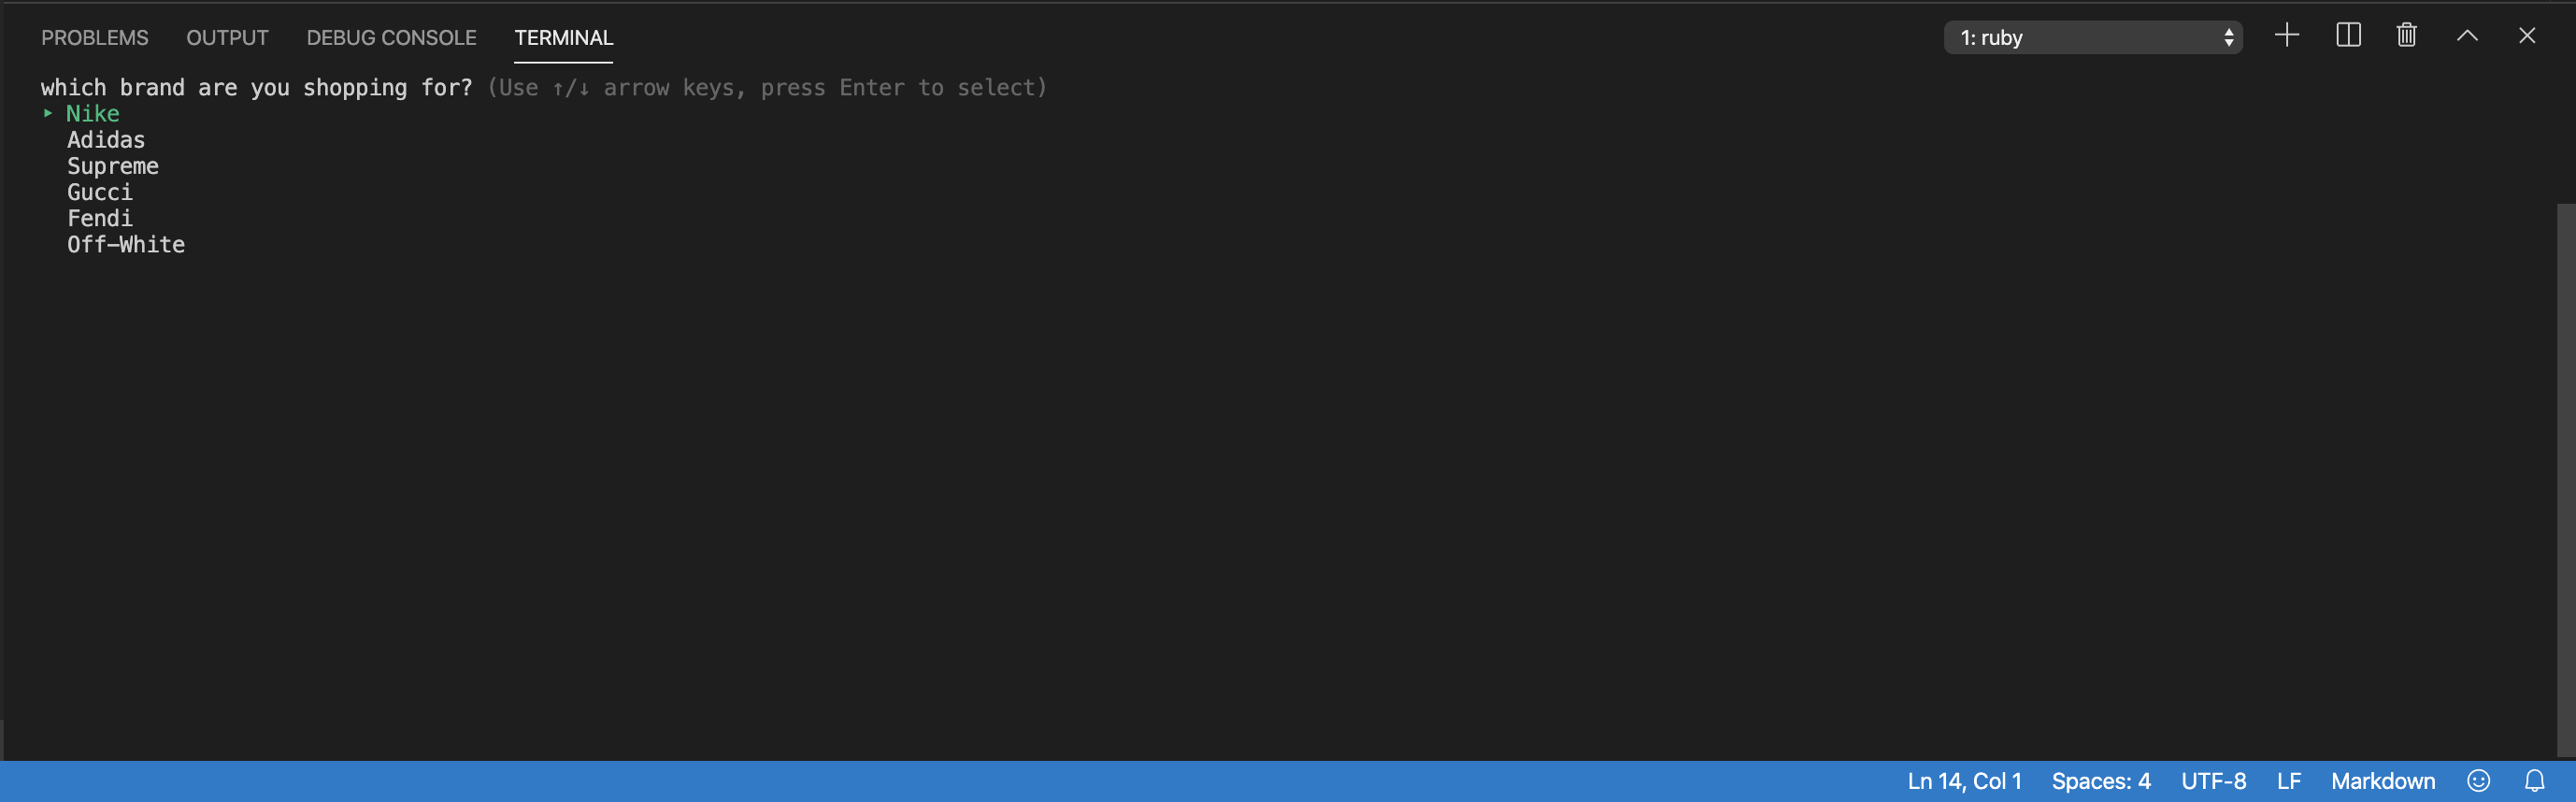 PROBLEMS OUTPUT DEBUG CONSOLE TERMINAL 1: ruby
which brand are you shopping for? (Use ↑/↓ arrow keys, press Enter to select)
‣ Nike
Adidas
Supreme
Gucci
Fendi
Off-White
Ln 14, Col 1 Spaces: 4 UTF-8 LF Markdown